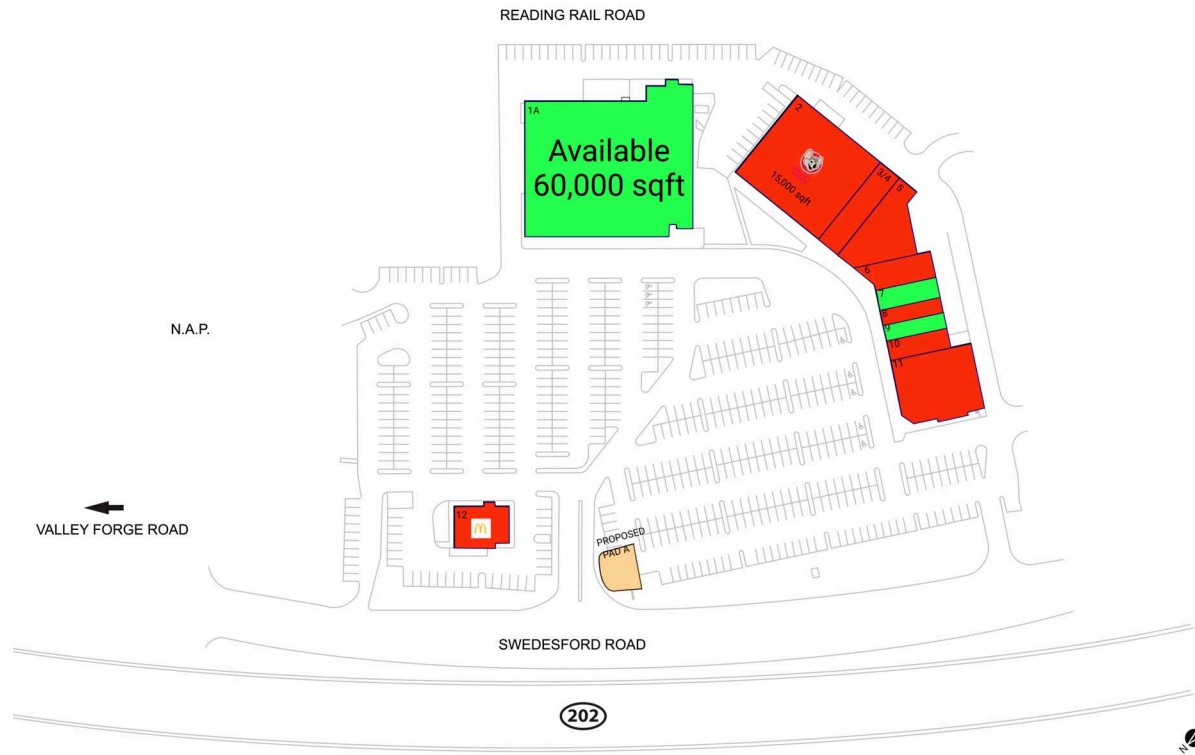 READING RAIL ROAD
1A
Available
60,000 sqft
2
15,000 sqft
3/4
5
6
7
8
9
10
11
N.A.P.
VALLEY FORGE ROAD
12
PROPOSED
PAD A
SWEDESFORD ROAD
202
N